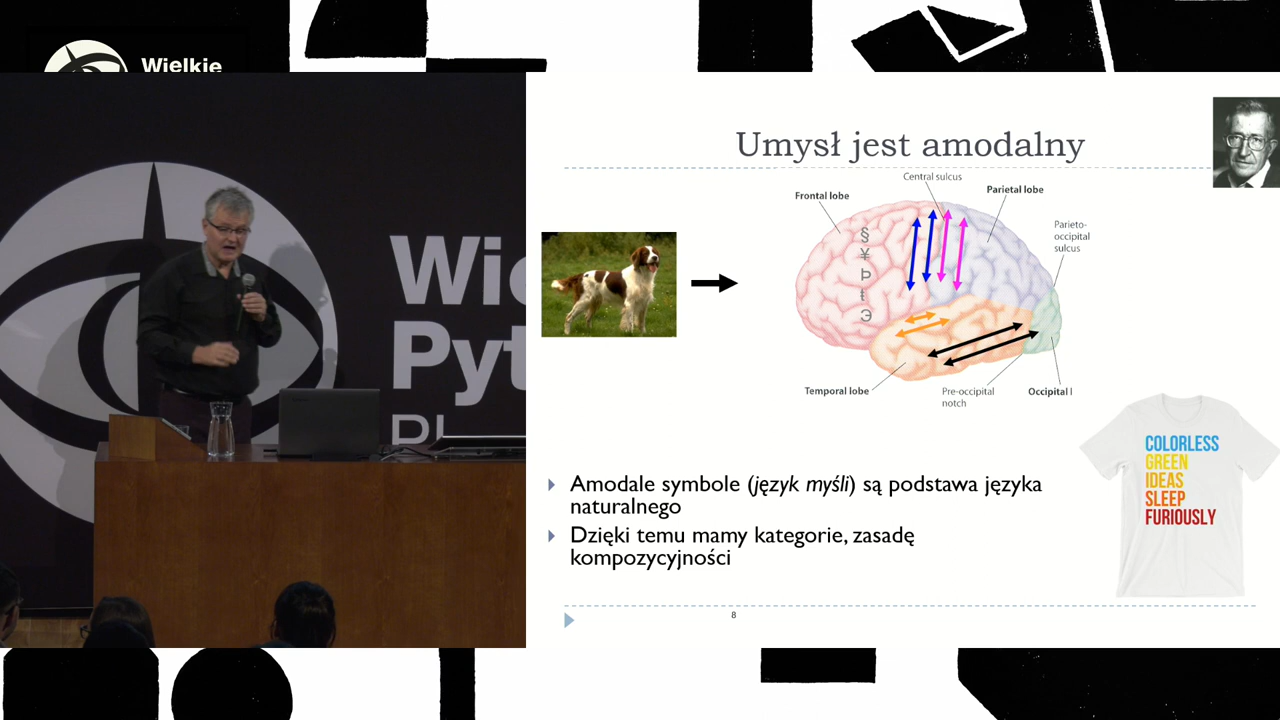 Wielkie
Wie
Pyt
Umysł jest amodalny
Central sulcus
Frontal lobe
Parietal lobe
Parieto-
occipital
sulcus
§
¥
Þ
ŧ
Э
Temporal lobe
Pre-occipital
notch
Occipital l
COLORLESS
GREEN
IDEAS
SLEEP
FURIOUSLY
Amodale symbole (język myśli) są podstawa języka
naturalnego
Dzięki temu mamy kategorie, zasadę
kompozycyjności
8